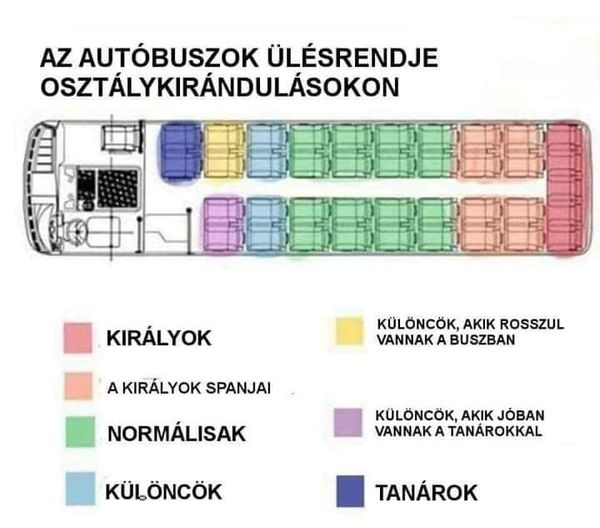 AZ AUTÓBUSZOK ÜLÉSRENDJE
OSZTÁLYKIRÁNDULÁSOKON
KIRÁLYOK
A KIRÁLYOK SPANJAI
NORMÁLISAK
KÜLÖNCÖK
KÜLÖNCÖK, AKIK ROSSZUL
VANNAK A BUSZBAN
KÜLÖNCÖK, AKIK JÓBAN
VANNAK A TANÁROKKAL
TANÁROK